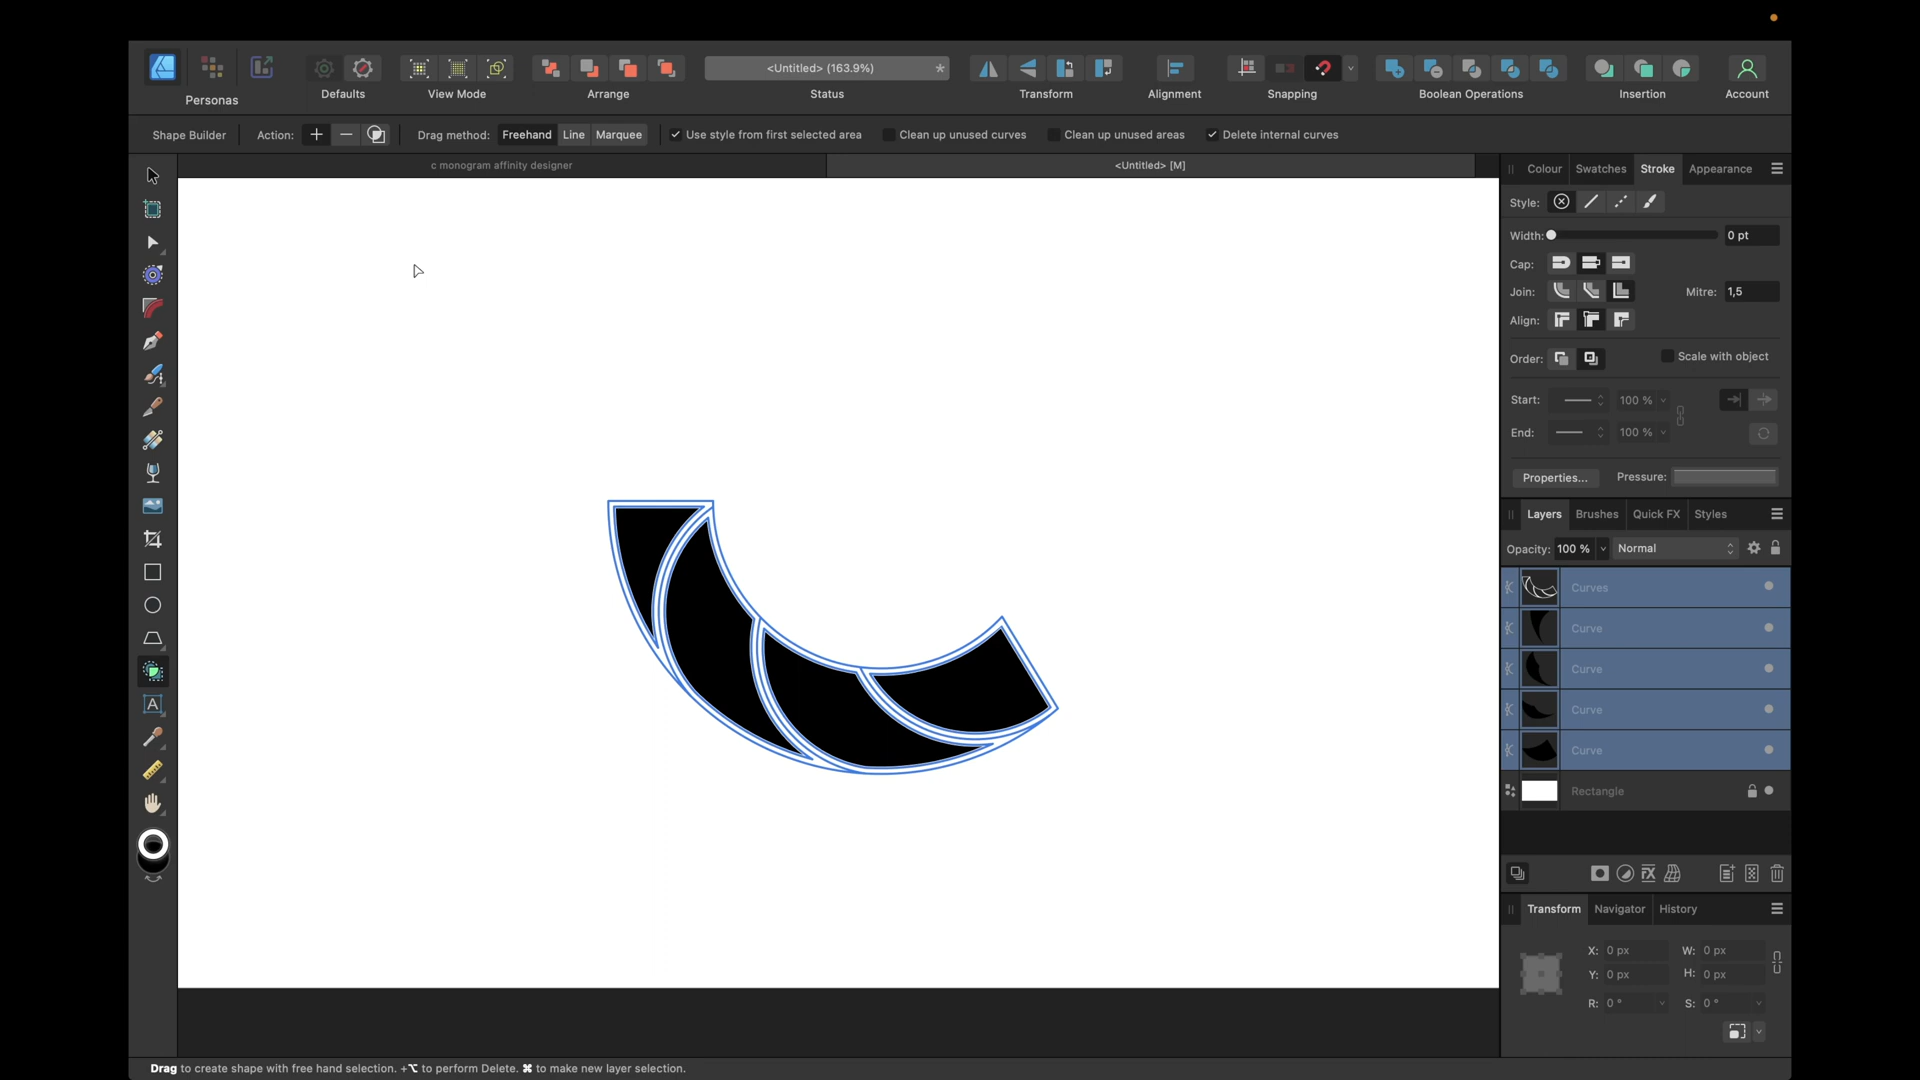 <Untitled> (163.9%)
*
Personas
Defaults
View Mode
Arrange
Status
Transform
Alignment
Snapping
Boolean Operations
Insertion
Account
Shape Builder
Action:
Drag method:
Freehand
Line
Marquee
Use style from first selected area
Clean up unused curves
Clean up unused areas
Delete internal curves
c monogram affinity designer
<Untitled> [M]
Colour
Swatches
Stroke
Appearance
Style:
Width:
0 pt
Cap:
Join:
Mitre:
1,5
Align:
Order:
Scale with object
Start:
100 %
End:
100 %
Properties...
Pressure:
Layers
Brushes
Quick FX
Styles
Opacity:
100 %
Normal
Curves
Curve
Curve
Curve
Curve
Rectangle
Transform
Navigator
History
X: 0 px
W: 0 px
Y: 0 px
H: 0 px
R: 0 °
S: 0 °
Drag to create shape with free hand selection. +⌥ to perform Delete. ⌘ to make new layer selection.